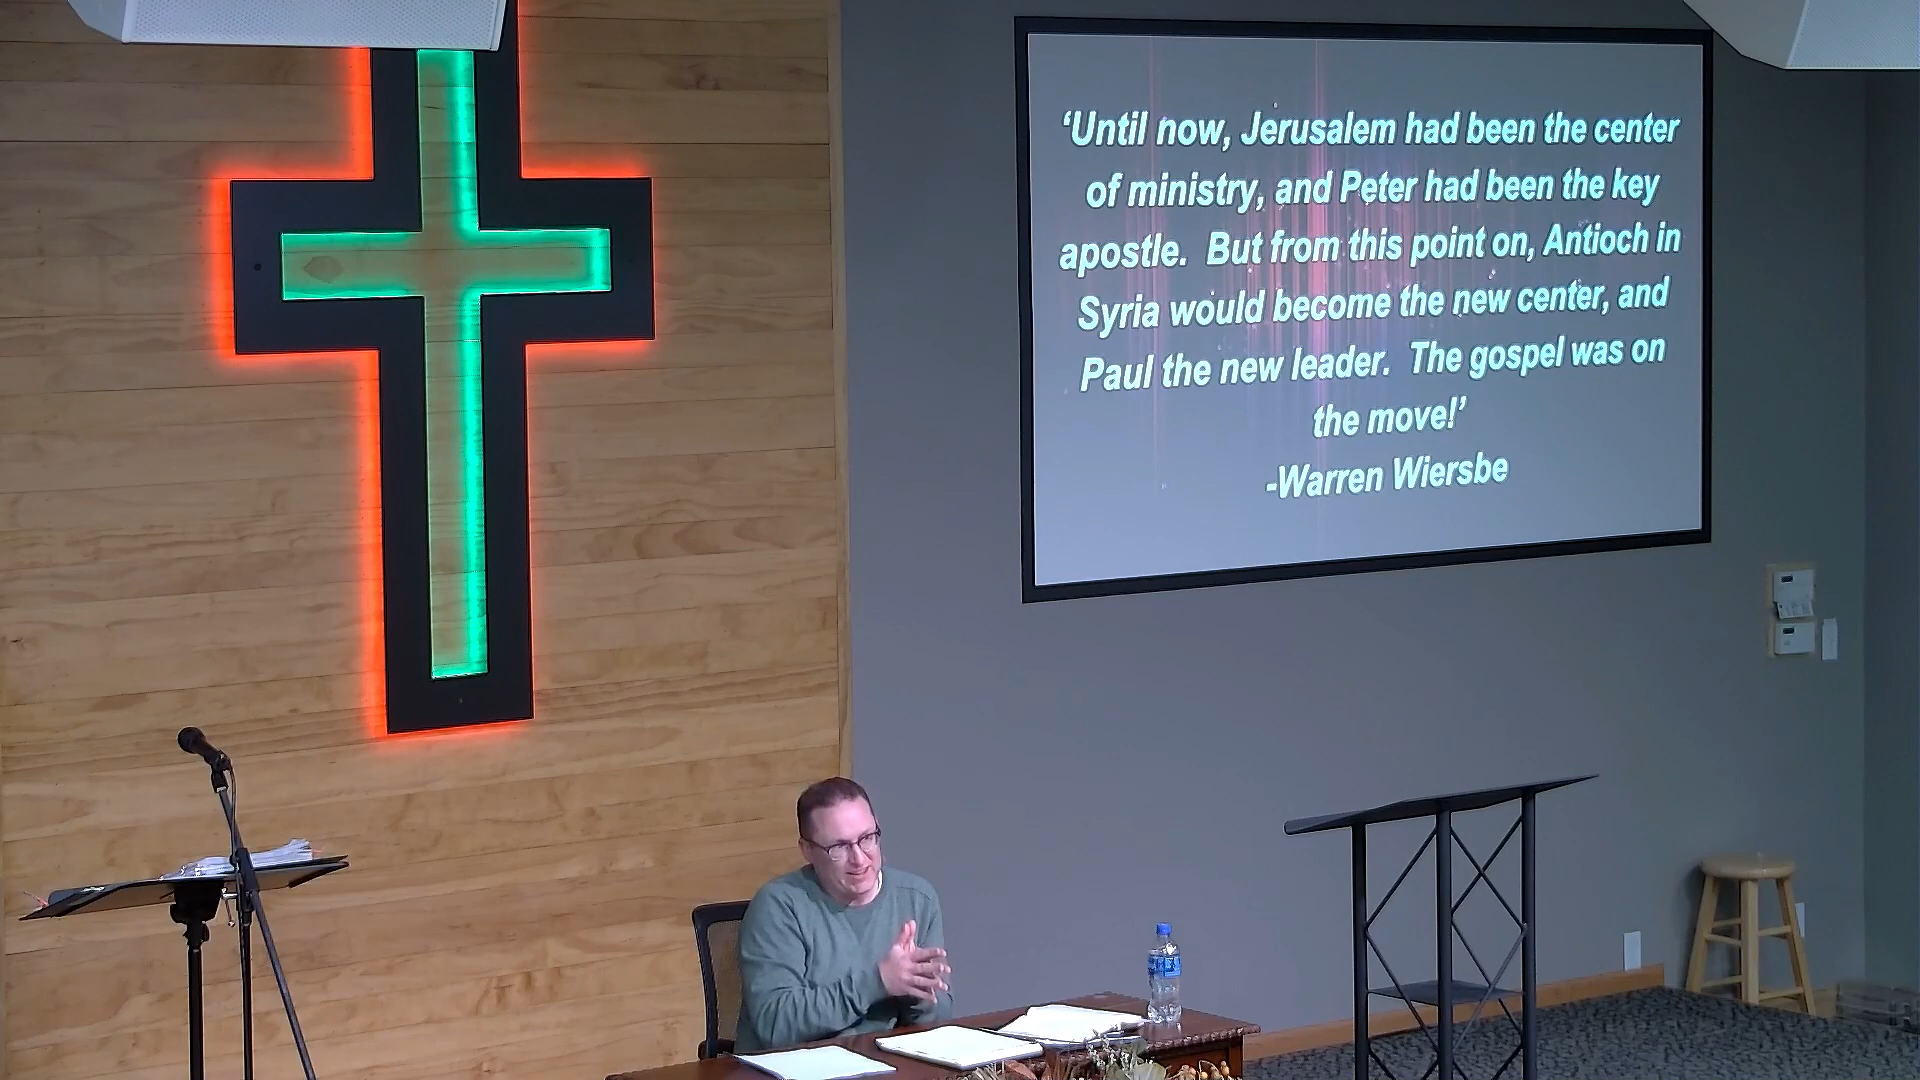 ‘Until now, Jerusalem had been the center
of ministry, and Peter had been the key
apostle. But from this point on, Antioch in
Syria would become the new center, and
Paul the new leader. The gospel was on
the move!’
-Warren Wiersbe